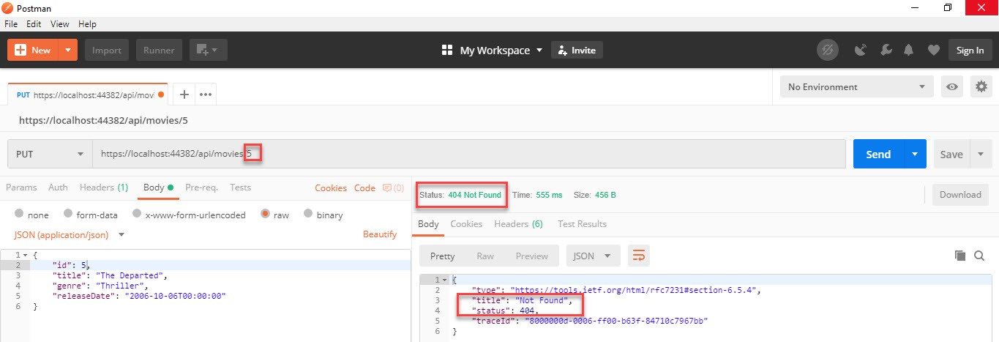 Postman
File Edit View Help
New Import Runner My Workspace Invite Sign In
PUT https://localhost:44382/api/movi No Environment
https://localhost:44382/api/movies/5
PUT https://localhost:44382/api/movies/5 Send Save
Params Auth Headers (1) Body Pre-req. Tests Cookies Code (0)
Status: 404 Not Found Time: 555 ms Size: 456 B Download
none form-data x-www-form-urlencoded raw binary
Body Cookies Headers (6) Test Results
JSON (application/json) Beautify
Pretty Raw Preview JSON
1 {
2 "id": 5,
3 "title": "The Departed",
4 "genre": "Thriller",
5 "releaseDate": "2006-10-06T00:00:00"
6 }
1 {
2 "type": "https://tools.ietf.org/html/rfc7231#section-6.5.4",
3 "title": "Not Found",
4 "status": 404,
5 "traceId": "8000000d-0006-ff00-b63f-84710c7967bb"
6 }